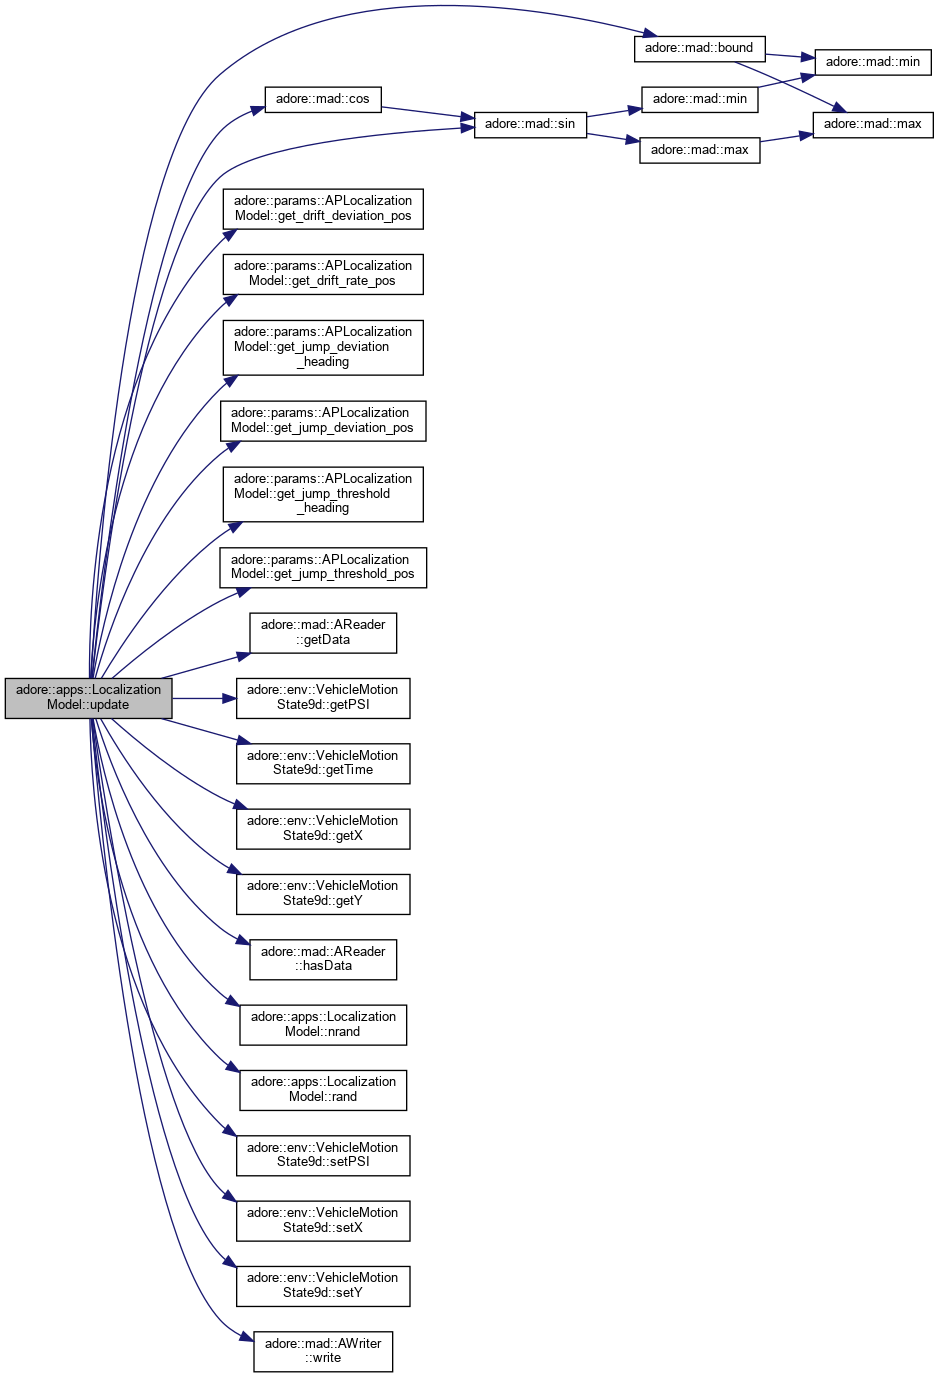 adore::mad::bound
adore::mad::min
adore::mad::cos
adore::mad::min
adore::mad::sin
adore::mad::max
adore::mad::max
adore::params::APLocalization
Model::get_drift_deviation_pos
adore::params::APLocalization
Model::get_drift_rate_pos
adore::params::APLocalization
Model::get_jump_deviation
_heading
adore::params::APLocalization
Model::get_jump_deviation_pos
adore::params::APLocalization
Model::get_jump_threshold
_heading
adore::params::APLocalization
Model::get_jump_threshold_pos
adore::mad::AReader
::getData
adore::apps::Localization
Model::update
adore::env::VehicleMotion
State9d::getPSI
adore::env::VehicleMotion
State9d::getTime
adore::env::VehicleMotion
State9d::getX
adore::env::VehicleMotion
State9d::getY
adore::mad::AReader
::hasData
adore::apps::Localization
Model::nrand
adore::apps::Localization
Model::rand
adore::env::VehicleMotion
State9d::setPSI
adore::env::VehicleMotion
State9d::setX
adore::env::VehicleMotion
State9d::setY
adore::mad::AWriter
::write